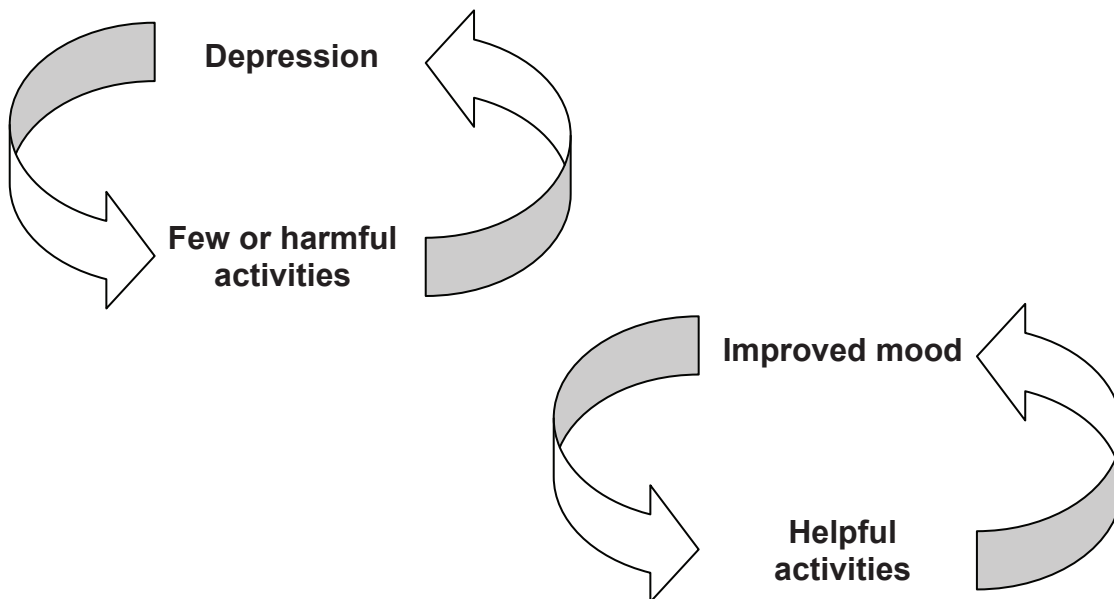 Depression
Few or harmful
activities
Improved mood
Helpful
activities